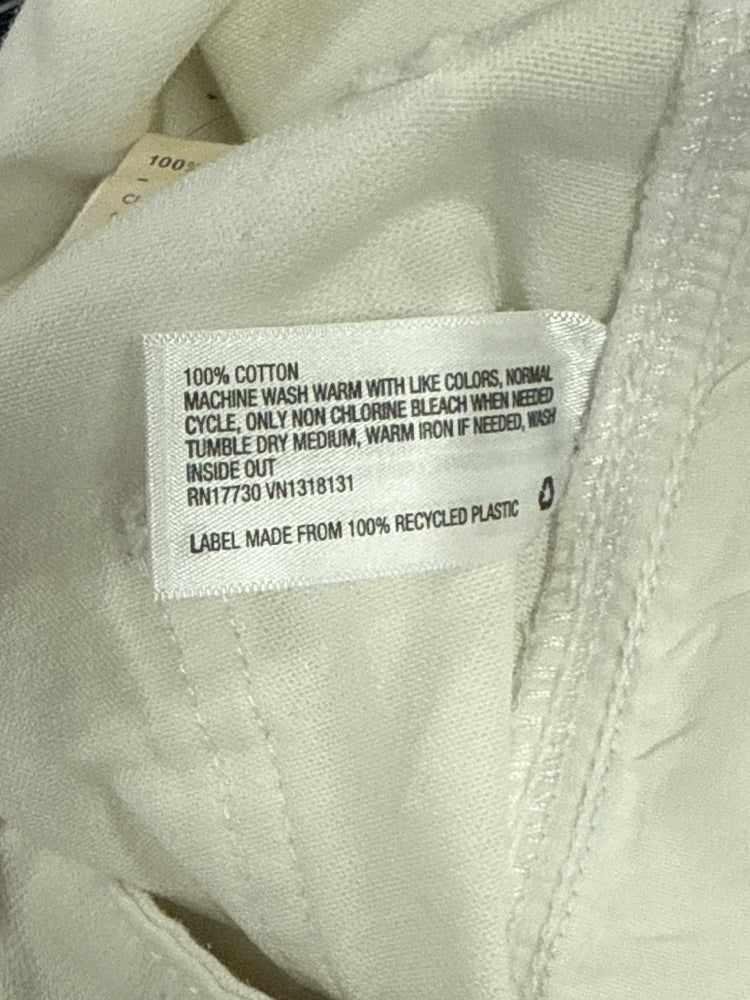 100%
100% COTTON
MACHINE WASH WARM WITH LIKE COLORS, NORMAL
CYCLE, ONLY NON CHLORINE BLEACH WHEN NEEDED
TUMBLE DRY MEDIUM, WARM IRON IF NEEDED, WASH
INSIDE OUT
RN17730 VN1318131
LABEL MADE FROM 100% RECYCLED PLASTIC